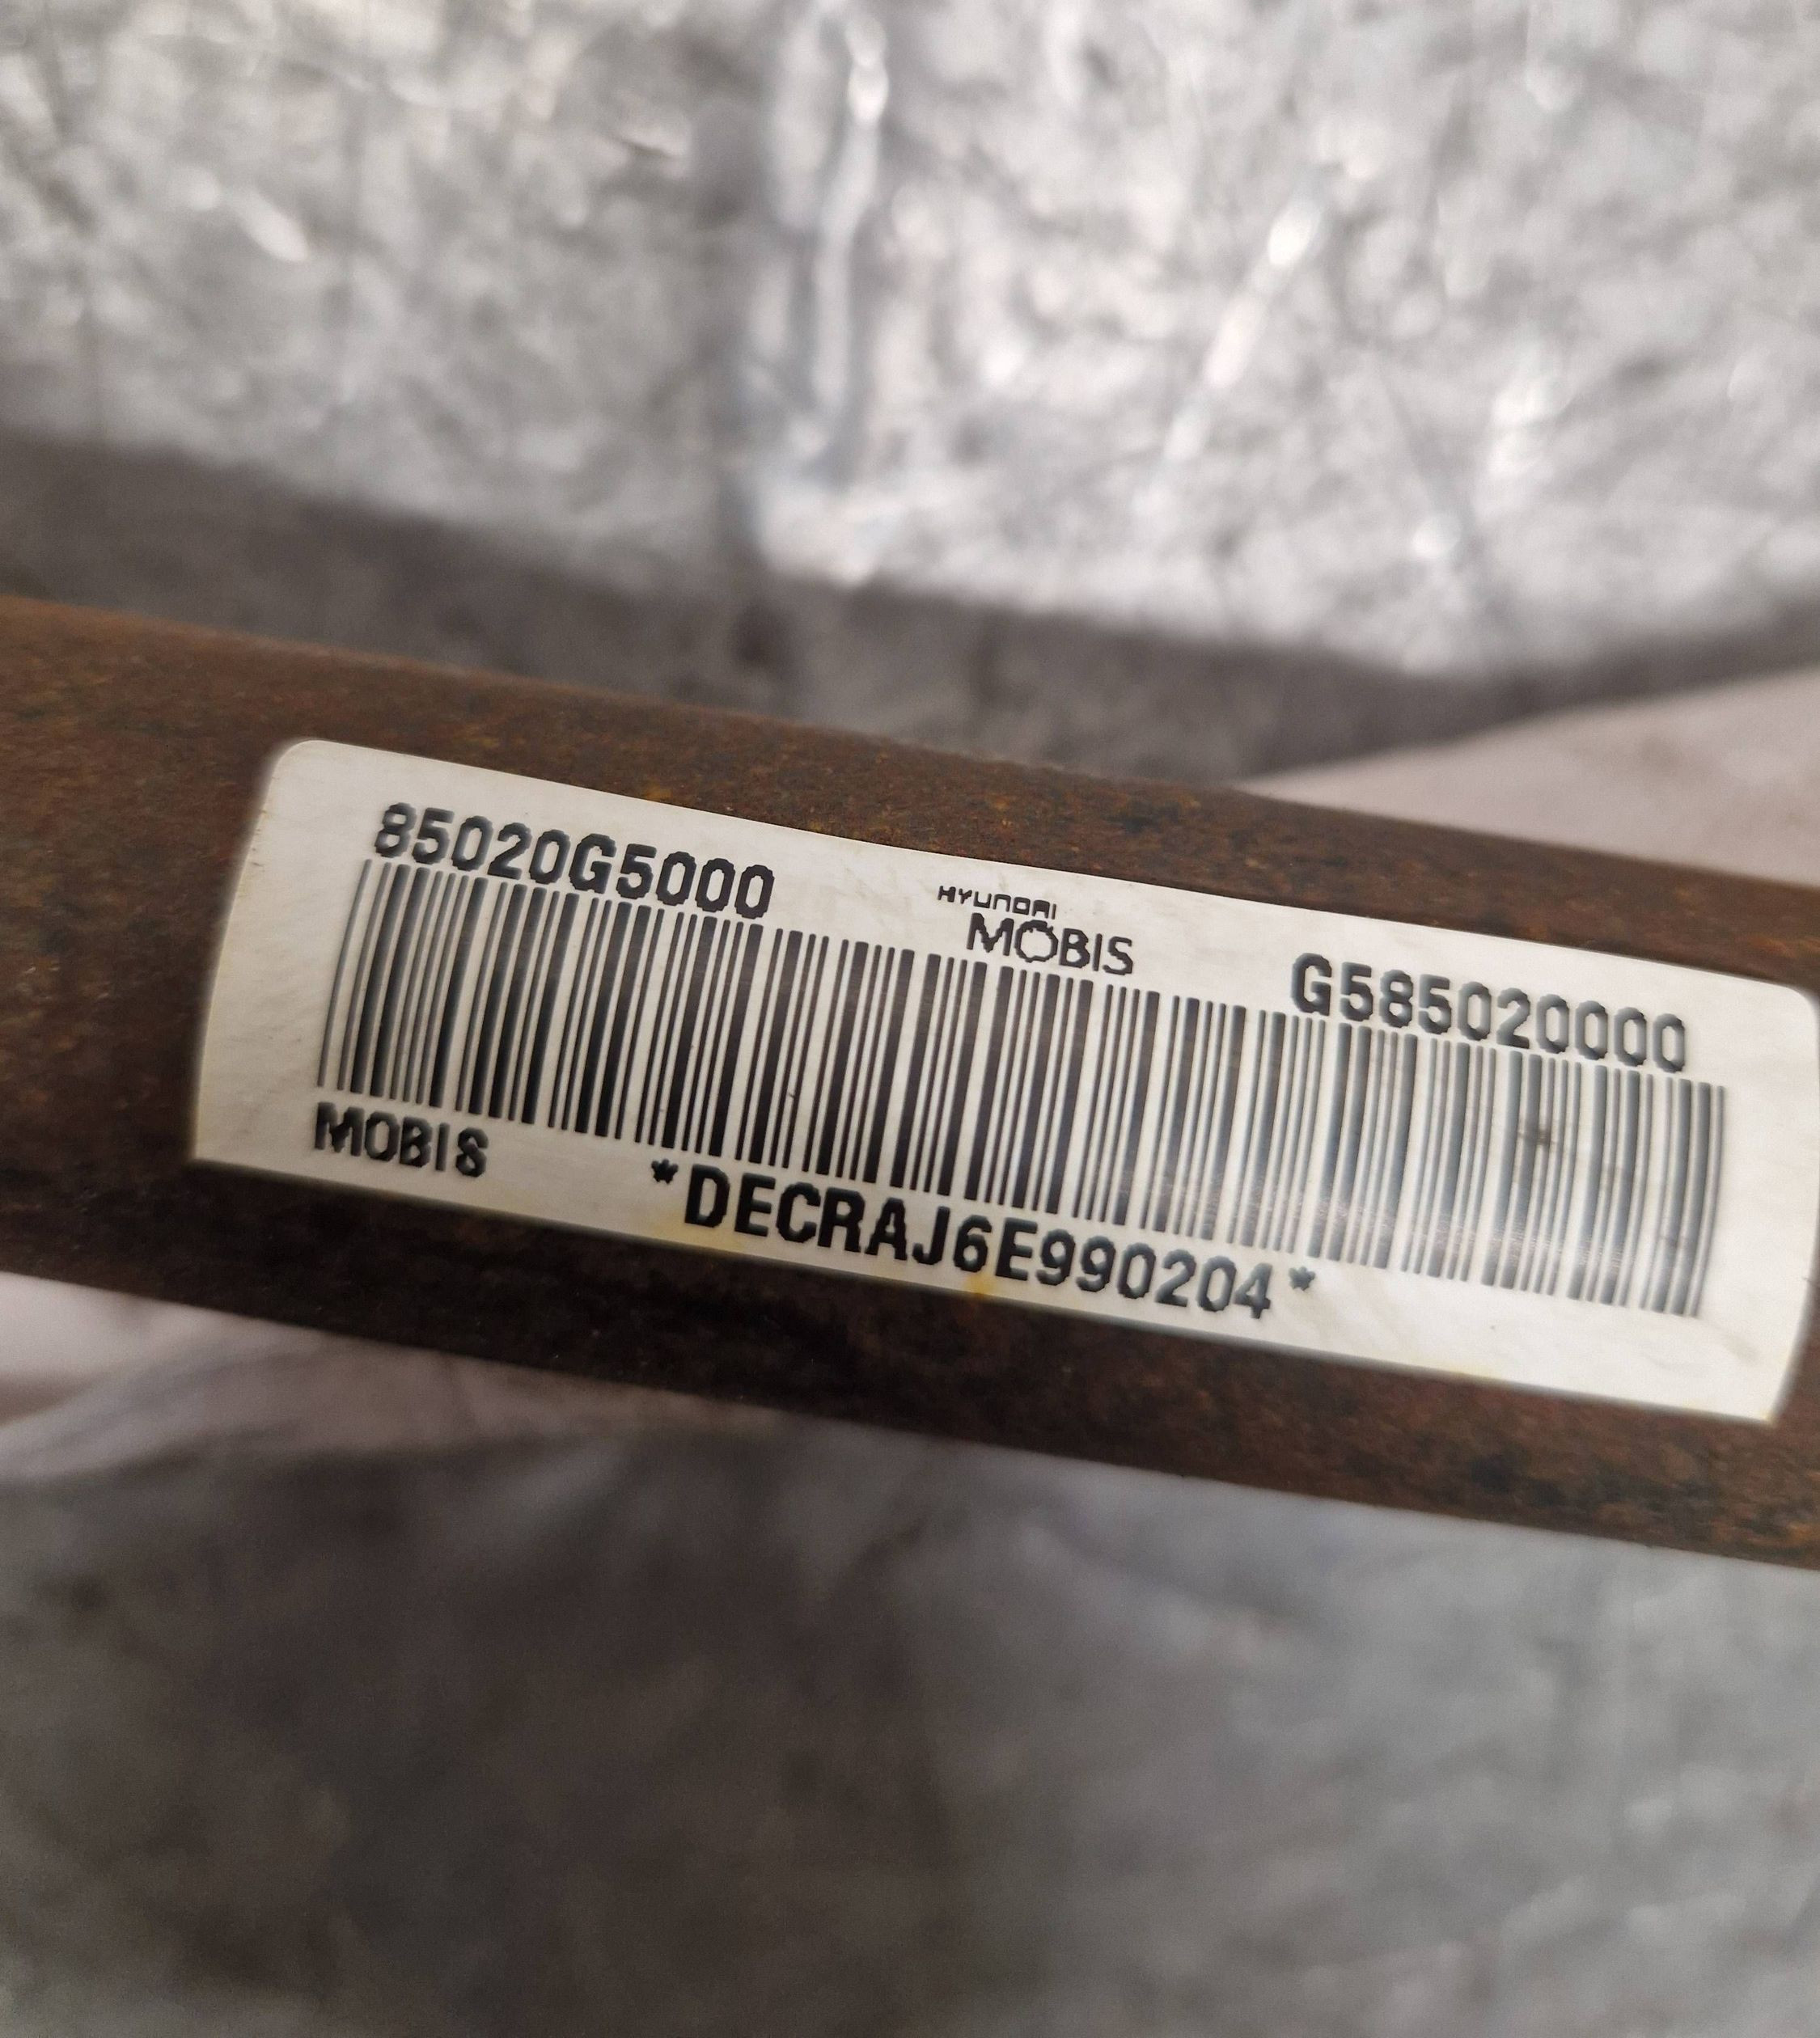 85020G5000
HYUNDAI
MOBIS
G585020000
MOBIS
*DECRAJ6E990204*